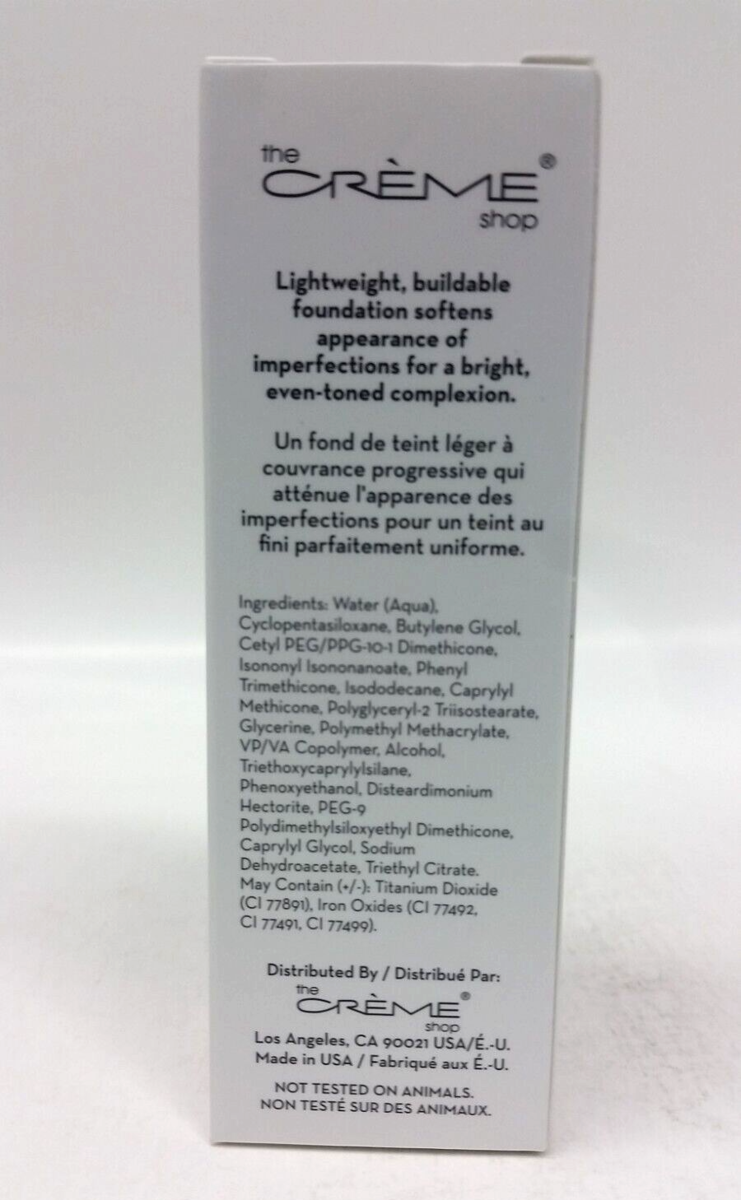 the
CRÈME®
shop
Lightweight, buildable
foundation softens
appearance of
imperfections for a bright,
even-toned complexion.
Un fond de teint léger à
couvrance progressive qui
atténue l'apparence des
imperfections pour un teint au
fini parfaitement uniforme.
Ingredients: Water (Aqua),
Cyclopentasiloxane, Butylene Glycol,
Cetyl PEG/PPG-10-1 Dimethicone,
Isononyl Isononanoate, Phenyl
Trimethicone, Isododecane, Caprylyl
Methicone, Polyglyceryl-2 Triisostearate,
Glycerine, Polymethyl Methacrylate,
VP/VA Copolymer, Alcohol,
Triethoxycaprylylsilane,
Phenoxyethanol, Disteardimonium
Hectorite, PEG-9
Polydimethylsiloxyethyl Dimethicone,
Caprylyl Glycol, Sodium
Dehydroacetate, Triethyl Citrate.
May Contain (+/-): Titanium Dioxide
(CI 77891), Iron Oxides (CI 77492,
CI 77491, CI 77499).
Distributed By / Distribué Par:
the
CRÈME®
shop
Los Angeles, CA 90021 USA/É.-U.
Made in USA / Fabriqué aux É.-U.
NOT TESTED ON ANIMALS.
NON TESTÉ SUR DES ANIMAUX.